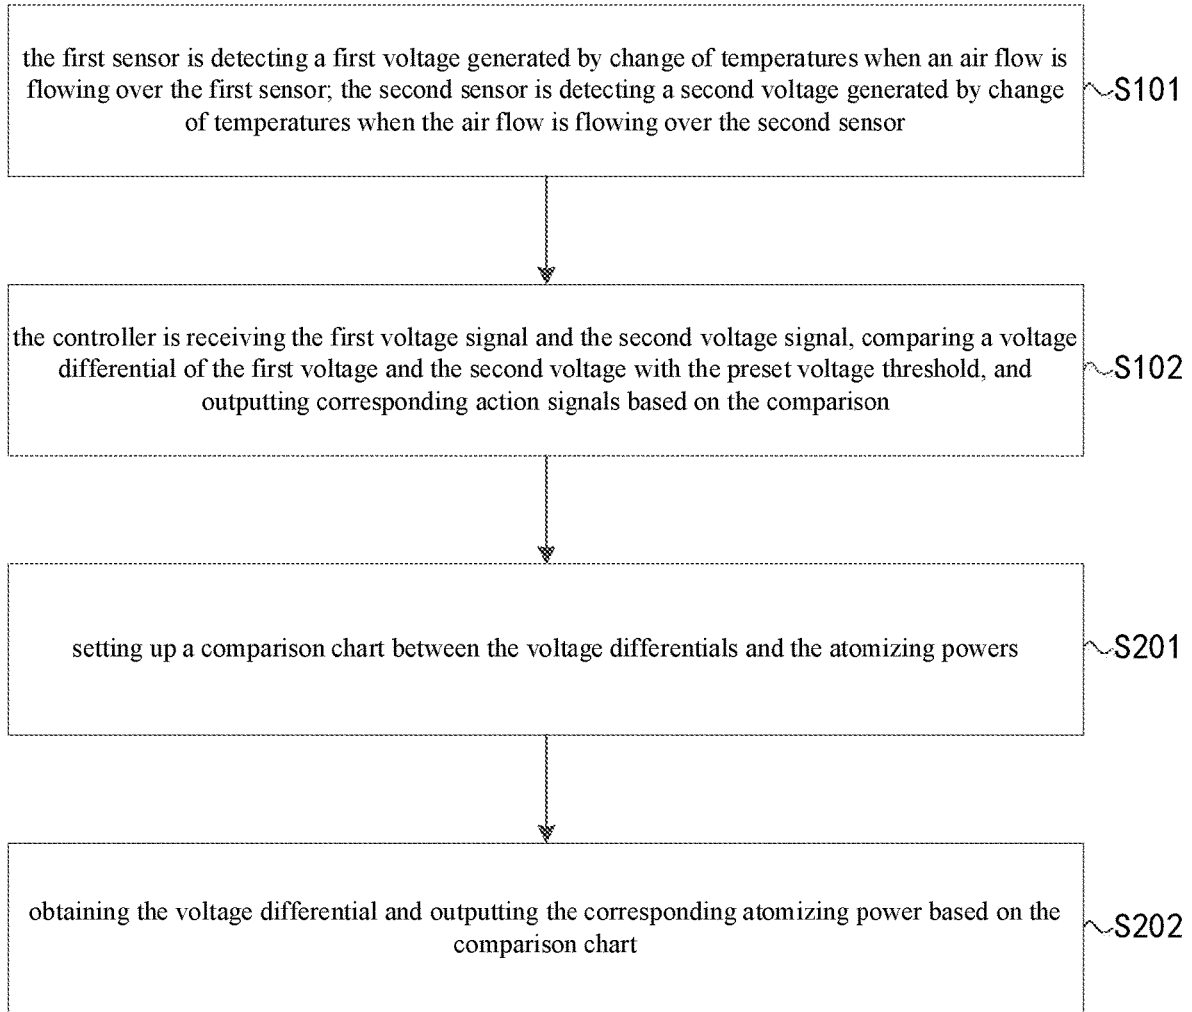 the first sensor is detecting a first voltage generated by change of temperatures when an air flow is
flowing over the first sensor; the second sensor is detecting a second voltage generated by change
of temperatures when the air flow is flowing over the second sensor
S101
the controller is receiving the first voltage signal and the second voltage signal, comparing a voltage
differential of the first voltage and the second voltage with the preset voltage threshold, and
outputting corresponding action signals based on the comparison
S102
setting up a comparison chart between the voltage differentials and the atomizing powers
S201
obtaining the voltage differential and outputting the corresponding atomizing power based on the
comparison chart
S202